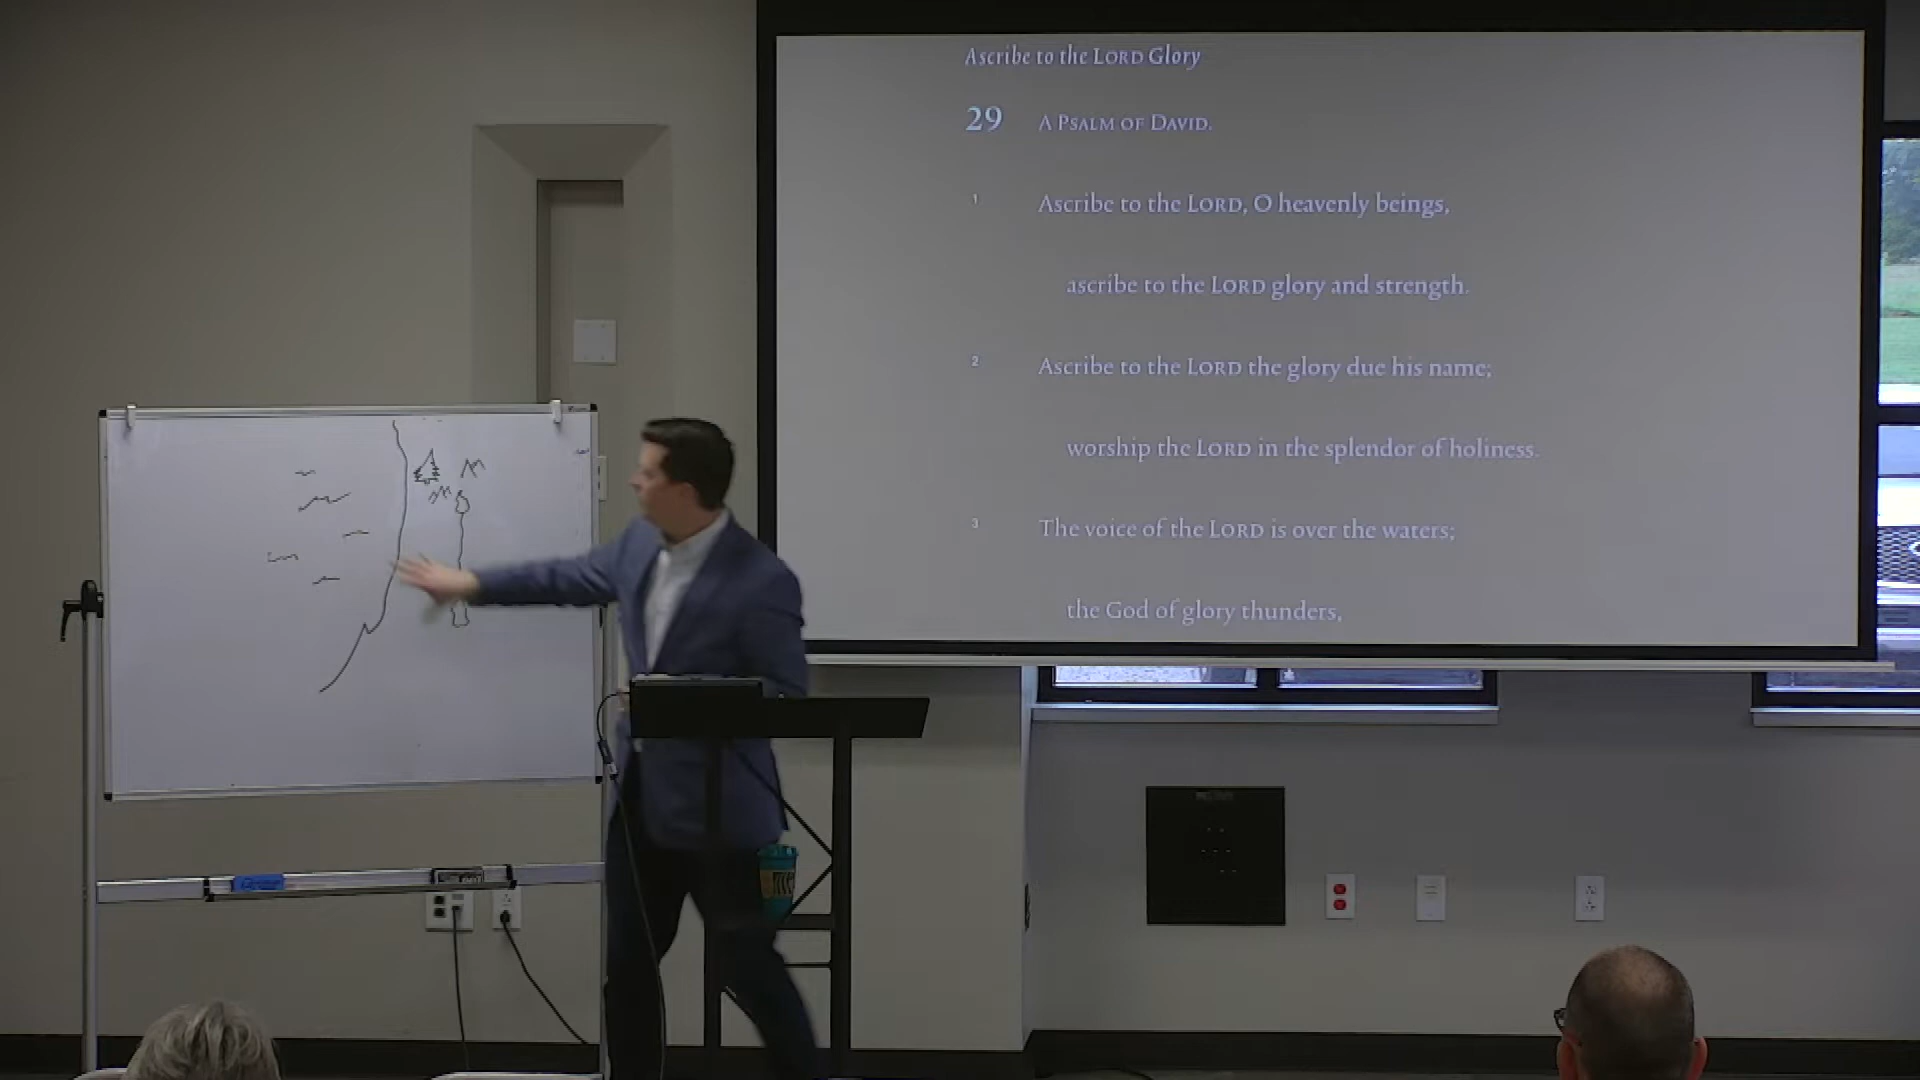 Ascribe to the LORD Glory
29 A PSALM OF DAVID.
1 Ascribe to the LORD, O heavenly beings,
ascribe to the LORD glory and strength.
2 Ascribe to the LORD the glory due his name;
worship the LORD in the splendor of holiness.
3 The voice of the LORD is over the waters;
the God of glory thunders,